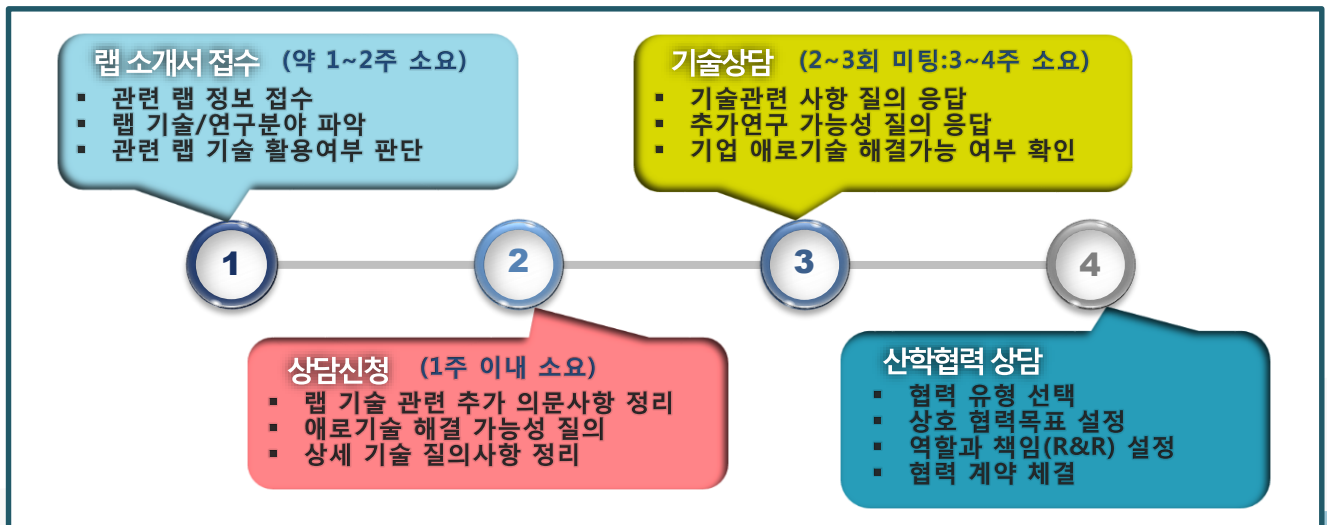 랩 소개서 접수 (약 1~2주 소요)
▪ 관련 랩 정보 접수
▪ 랩 기술/연구분야 파악
▪ 관련 랩 기술 활용여부 판단
기술상담 (2~3회 미팅:3~4주 소요)
▪ 기술관련 사항 질의 응답
▪ 추가연구 가능성 질의 응답
▪ 기업 애로기술 해결가능 여부 확인
1
2
3
4
상담신청 (1주 이내 소요)
▪ 랩 기술 관련 추가 의문사항 정리
▪ 애로기술 해결 가능성 질의
▪ 상세 기술 질의사항 정리
산학협력 상담
▪ 협력 유형 선택
▪ 상호 협력목표 설정
▪ 역할과 책임(R&R) 설정
▪ 협력 계약 체결